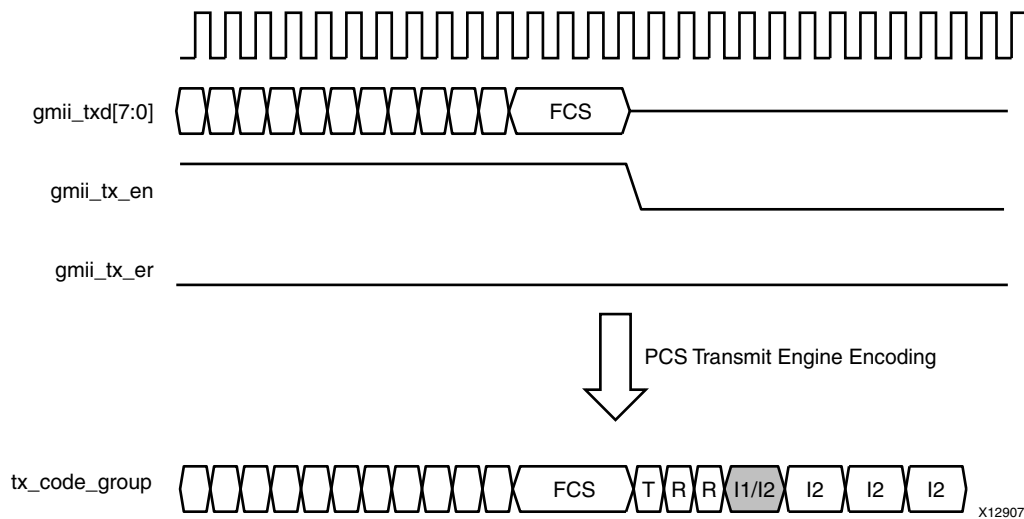 gmii_txd[7:0] FCS
gmii_tx_en
gmii_tx_er
PCS Transmit Engine Encoding
tx_code_group FCS T R R I1/I2 I2 I2 I2
X12907